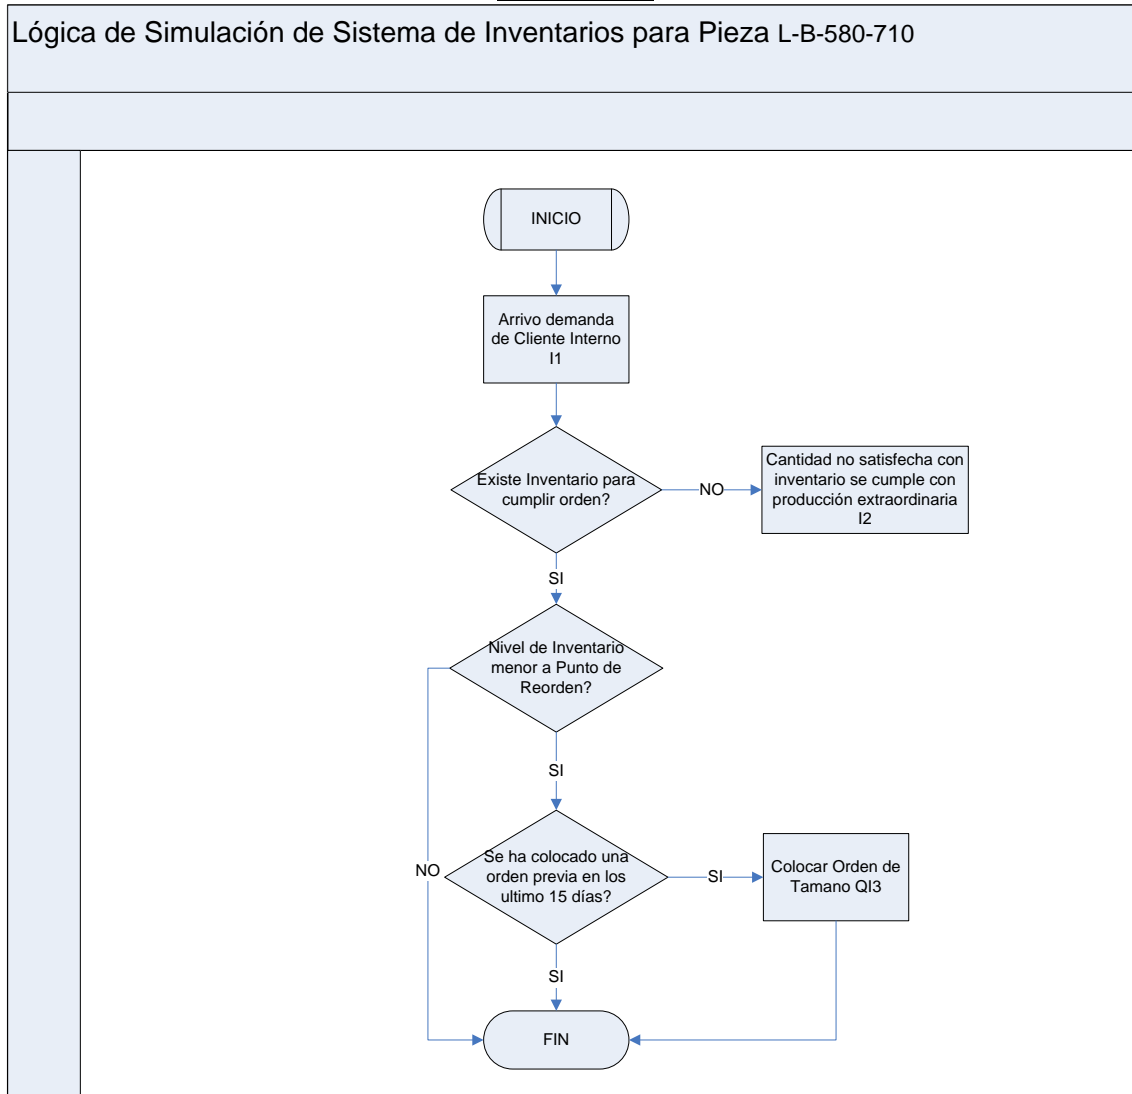 Lógica de Simulación de Sistema de Inventarios para Pieza L-B-580-710
INICIO
Arrivo demanda
de Cliente Interno
I1
Existe Inventario para
cumplir orden?
NO
Cantidad no satisfecha con
inventario se cumple con
producción extraordinaria
I2
SI
Nivel de Inventario
menor a Punto de
Reorden?
SI
NO
Se ha colocado una
orden previa en los
ultimo 15 días?
SI
Colocar Orden de
Tamano QI3
SI
FIN